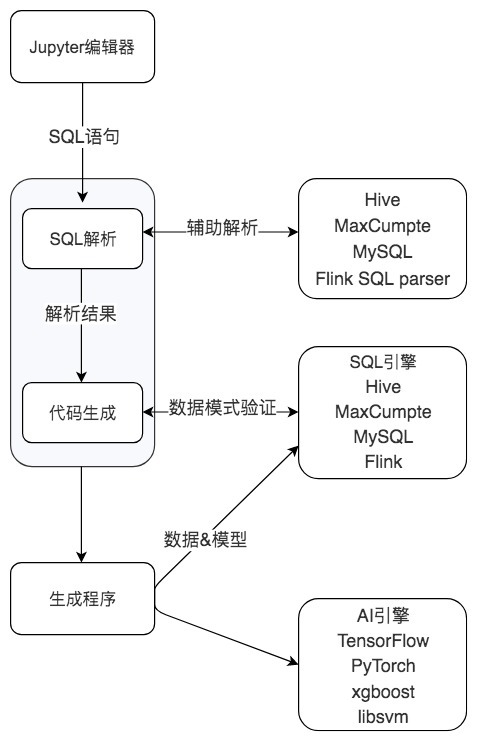 Jupyter编辑器
SQL语句
SQL解析
辅助解析
Hive
MaxCumpte
MySQL
Flink SQL parser
解析结果
代码生成
数据模式验证
SQL引擎
Hive
MaxCumpte
MySQL
Flink
数据&模型
生成程序
AI引擎
TensorFlow
PyTorch
xgboost
libsvm